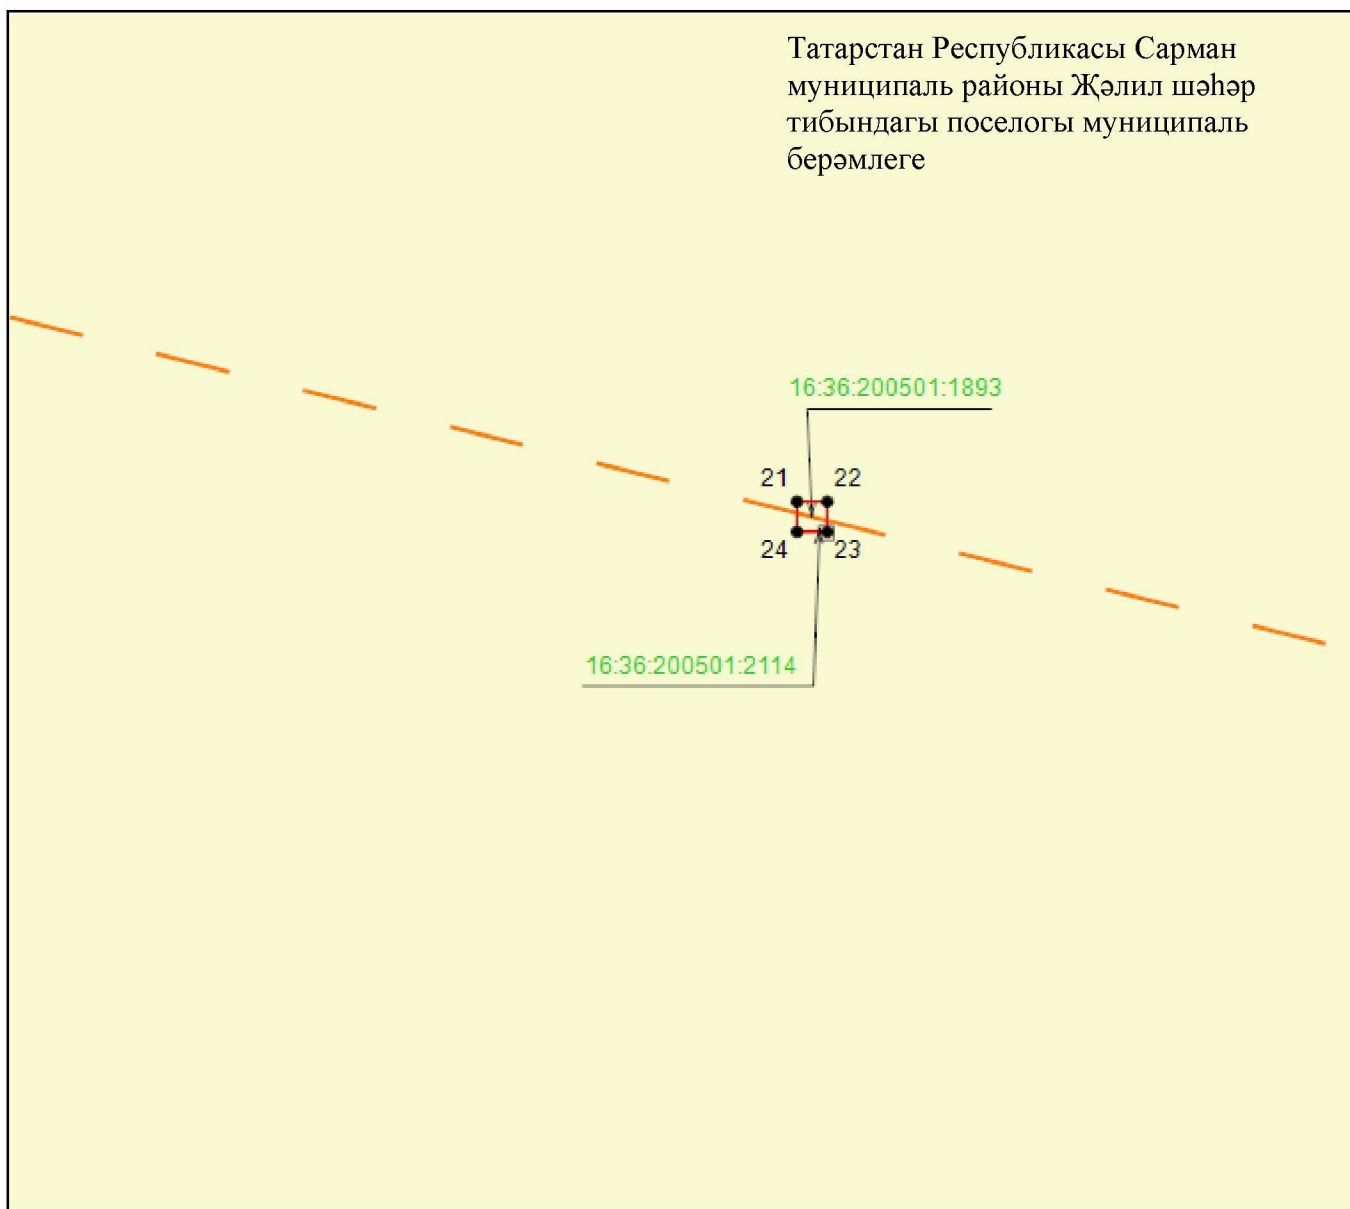 Татарстан Республикасы Сарман
муниципаль районы Җәлил шәһәр
тибындагы поселогы муниципаль
берәмлеге
16:36:200501:1893
21 22
24 23
16:36:200501:2114